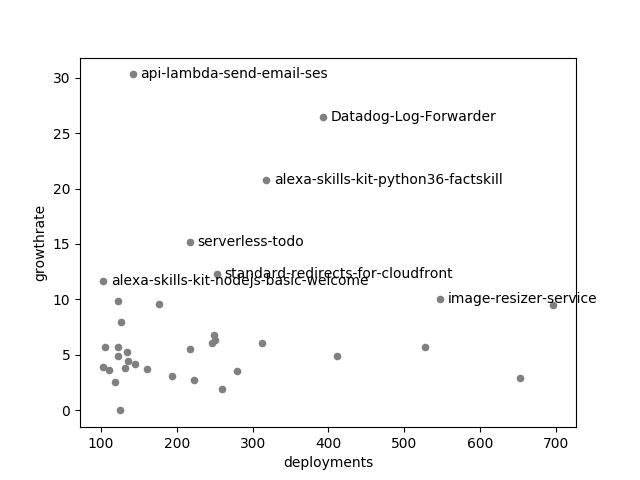 30
api-lambda-send-email-ses
Datadog-Log-Forwarder
25
alexa-skills-kit-python36-factskill
20
15
serverless-todo
standard-redirects-for-cloudfront
alexa-skills-kit-nodejs-basic-welcome
10
image-resizer-service
5
0
growthrate
100 200 300 400 500 600 700
deployments